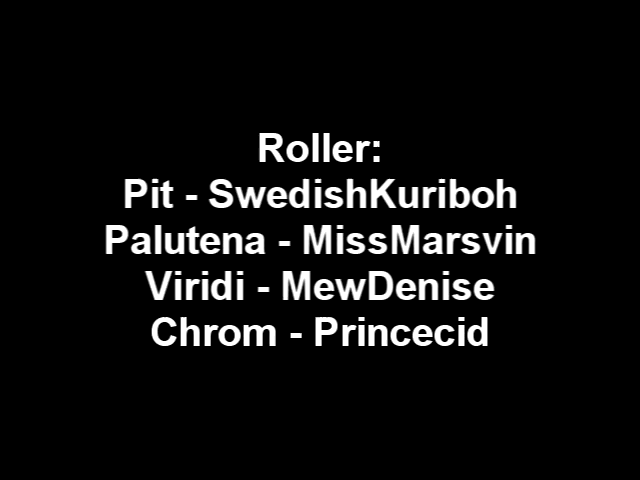 Roller:
Pit - SwedishKuriboh
Palutena - MissMarsvin
Viridi - MewDenise
Chrom - Princecid